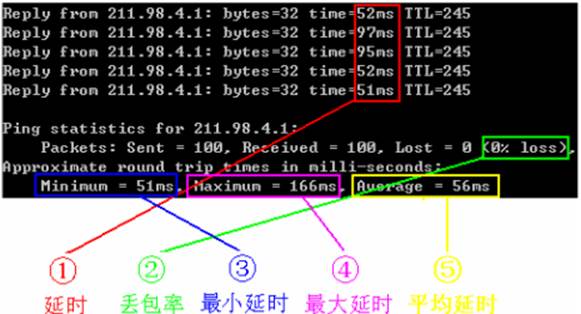 Reply from 211.98.4.1: bytes=32 time=52ms TTL=245
Reply from 211.98.4.1: bytes=32 time=97ms TTL=245
Reply from 211.98.4.1: bytes=32 time=95ms TTL=245
Reply from 211.98.4.1: bytes=32 time=52ms TTL=245
Reply from 211.98.4.1: bytes=32 time=51ms TTL=245
Ping statistics for 211.98.4.1:
Packets: Sent = 100, Received = 100, Lost = 0 (0% loss),
Approximate round trip times in milli-seconds:
Minimum = 51ms, Maximum = 166ms, Average = 56ms
① ② ③ ④ ⑤
延时 丢包率 最小延时 最大延时 平均延时